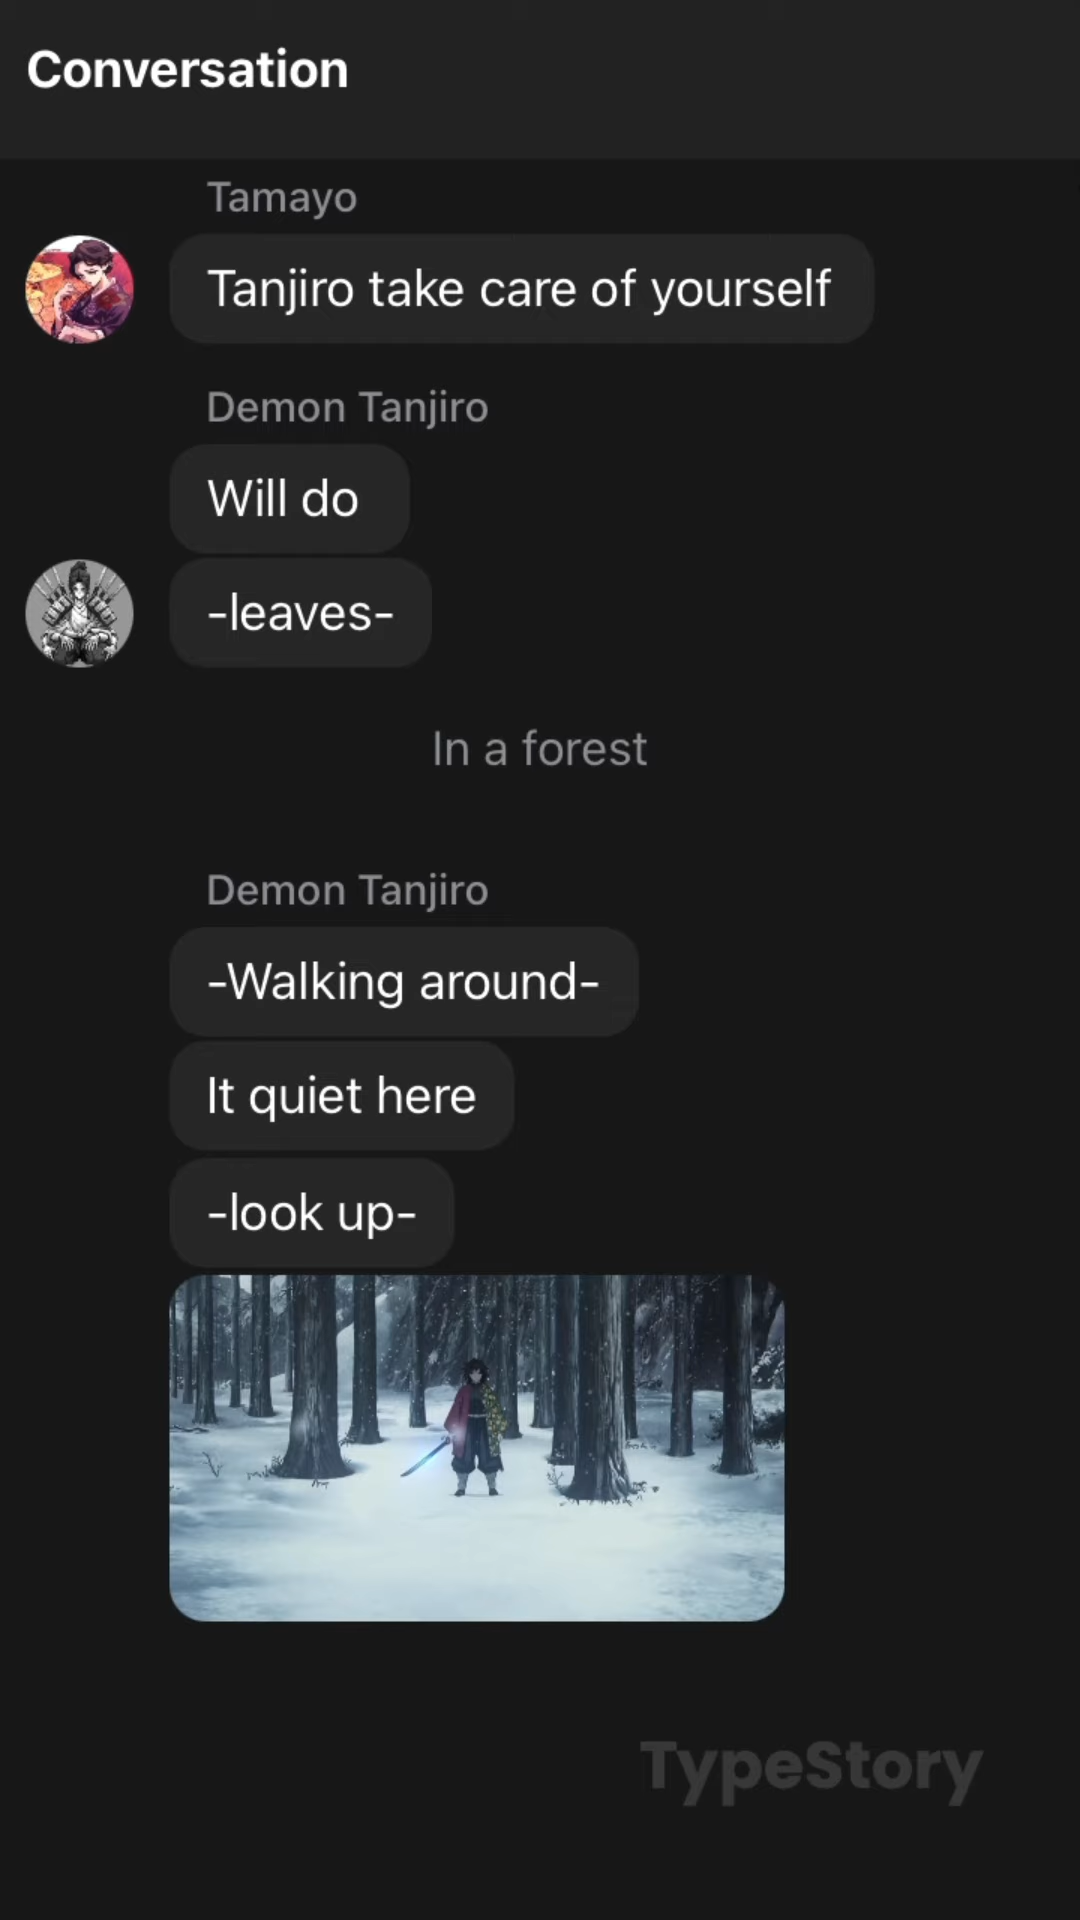 Conversation
Tamayo
Tanjiro take care of yourself
Demon Tanjiro
Will do
-leaves-
In a forest
Demon Tanjiro
-Walking around-
It quiet here
-look up-
TypeStory